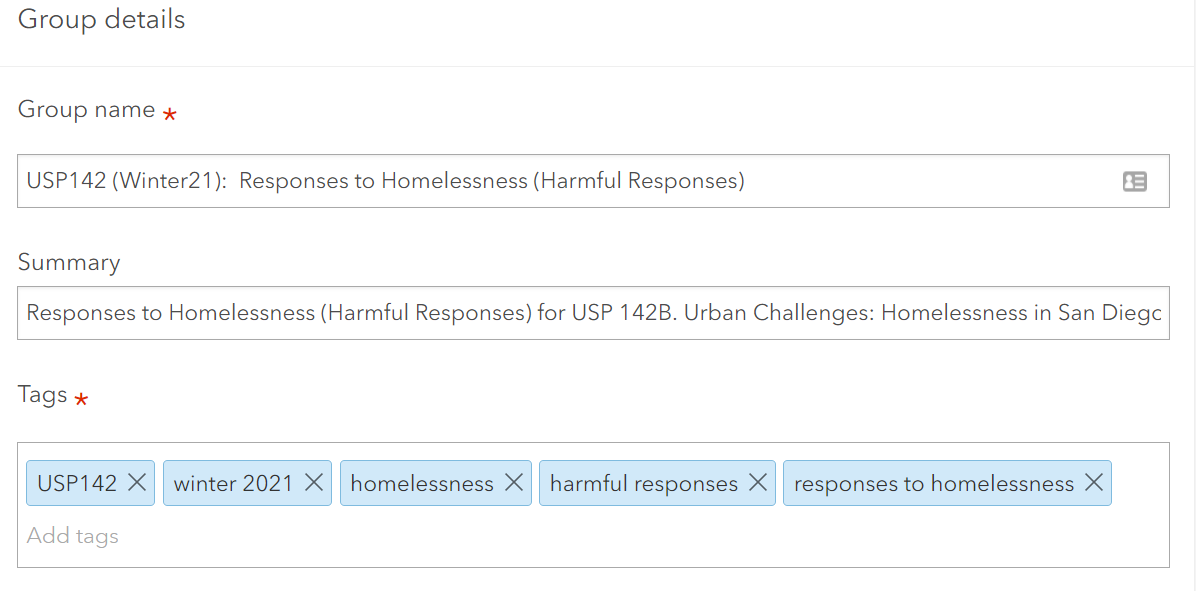 Group details
Group name *
USP142 (Winter21):  Responses to Homelessness (Harmful Responses)
Summary
Responses to Homelessness (Harmful Responses) for USP 142B. Urban Challenges: Homelessness in San Diego
Tags *
USP142 winter 2021 homelessness harmful responses responses to homelessness
Add tags